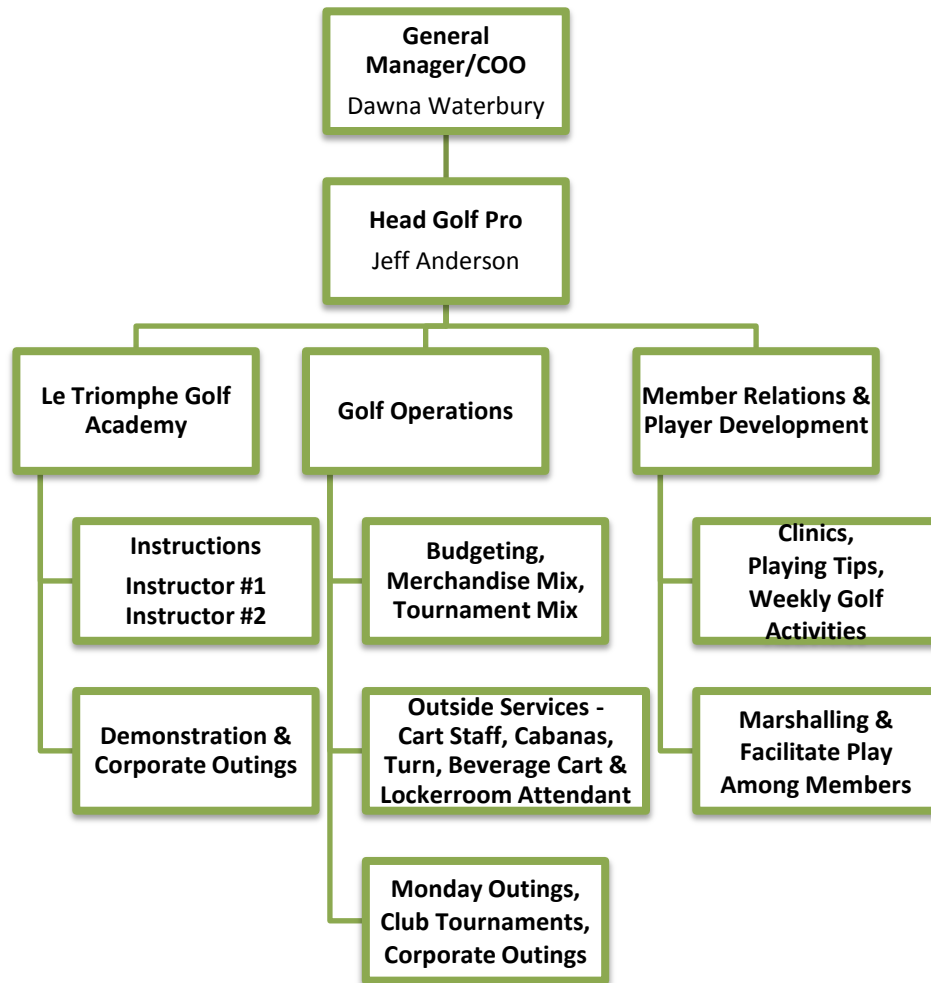 General
Manager/COO
Dawna Waterbury
Head Golf Pro
Jeff Anderson
Le Triomphe Golf
Academy
Golf Operations
Member Relations &
Player Development
Instructions
Instructor #1
Instructor #2
Budgeting,
Merchandise Mix,
Tournament Mix
Clinics,
Playing Tips,
Weekly Golf
Activities
Demonstration &
Corporate Outings
Outside Services -
Cart Staff, Cabanas,
Turn, Beverage Cart &
Lockerroom Attendant
Marshalling &
Facilitate Play
Among Members
Monday Outings,
Club Tournaments,
Corporate Outings